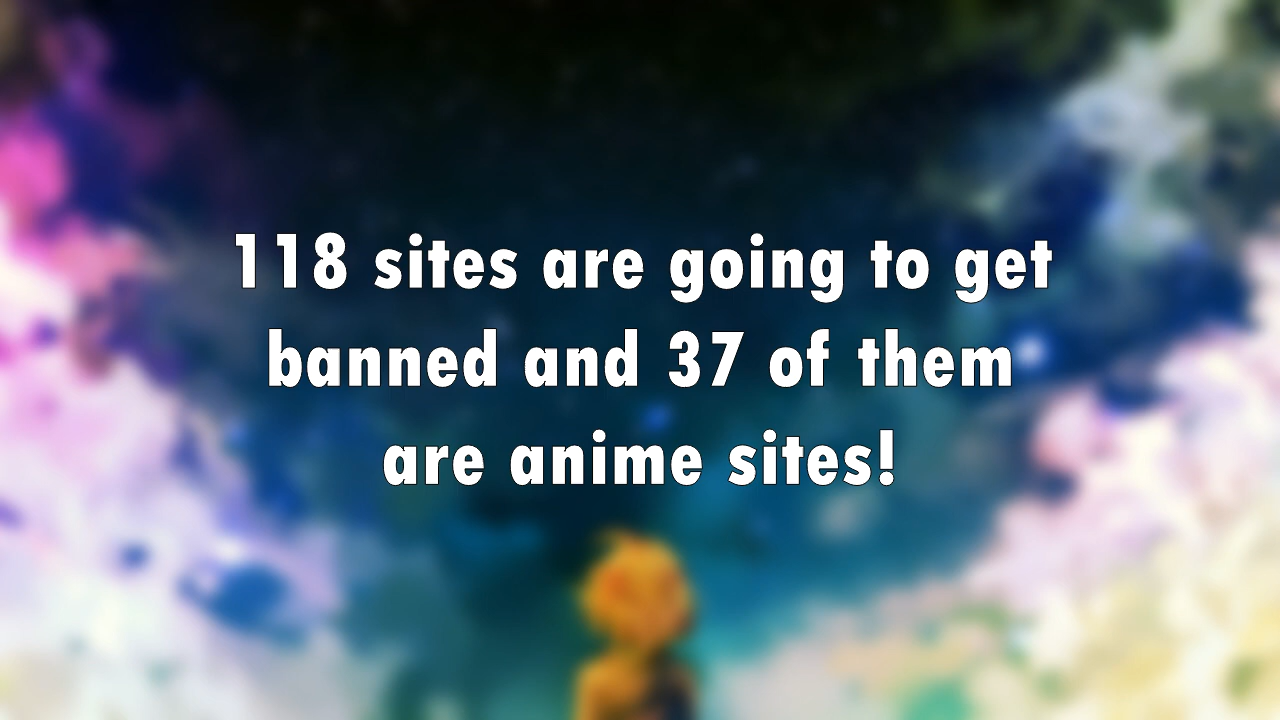 118 sites are going to get
banned and 37 of them
are anime sites!